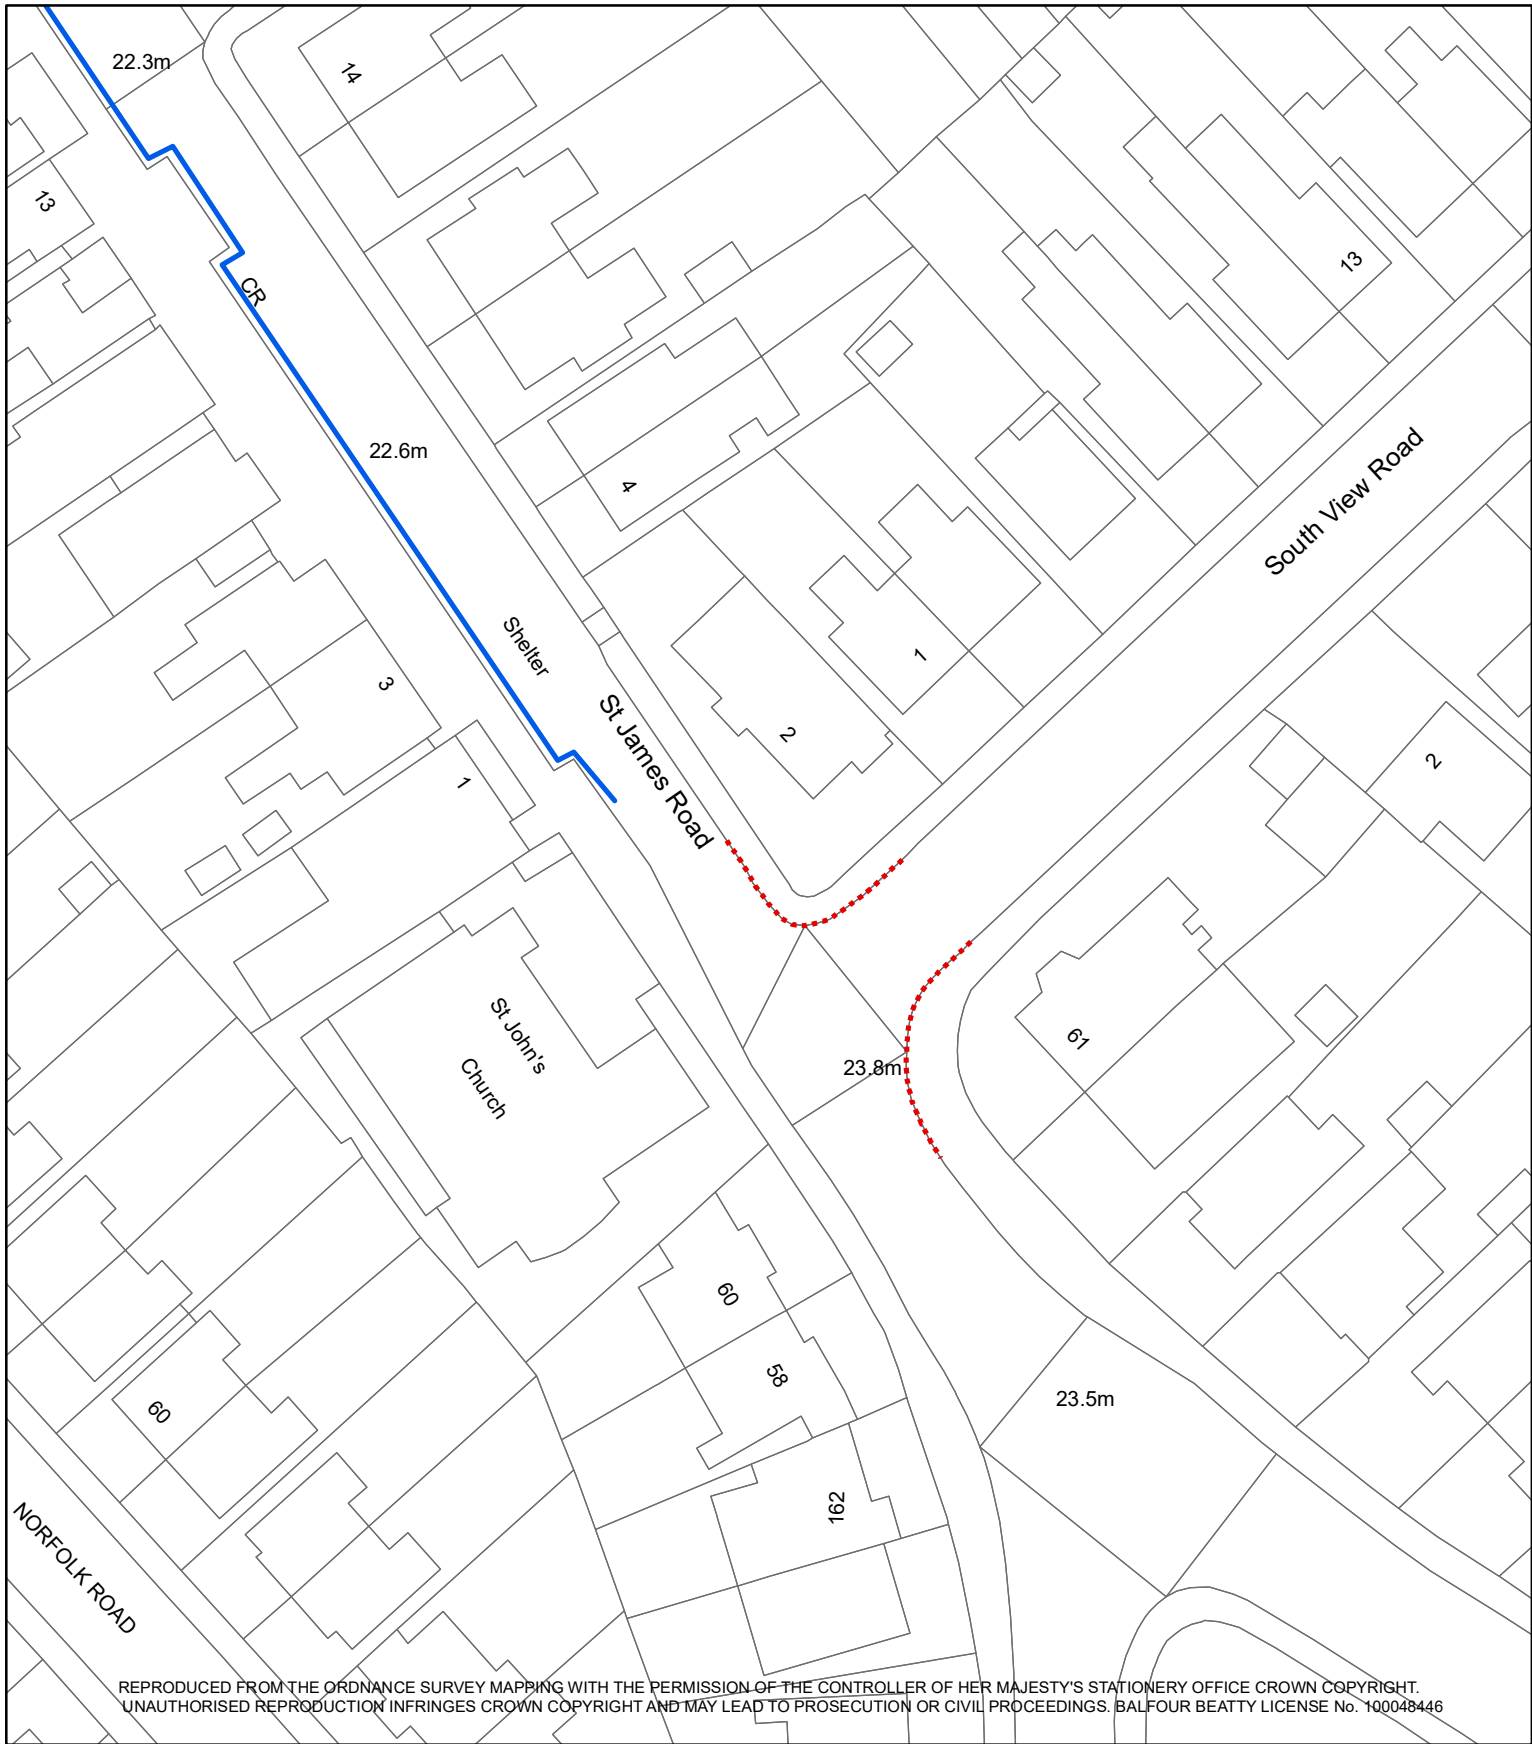 22.3m
14
13
CR
13
22.6m
4
South View Road
Shelter
1
3
St James Road
2
2
1
St John's
Church
61
23.8m
60
58
23.5m
60
162
NORFOLK ROAD
REPRODUCED FROM THE ORDNANCE SURVEY MAPPING WITH THE PERMISSION OF THE CONTROLLER OF HER MAJESTY'S STATIONERY OFFICE CROWN COPYRIGHT.
UNAUTHORISED REPRODUCTION INFRINGES CROWN COPYRIGHT AND MAY LEAD TO PROSECUTION OR CIVIL PROCEEDINGS. BALFOUR BEATTY LICENSE No. 100048446